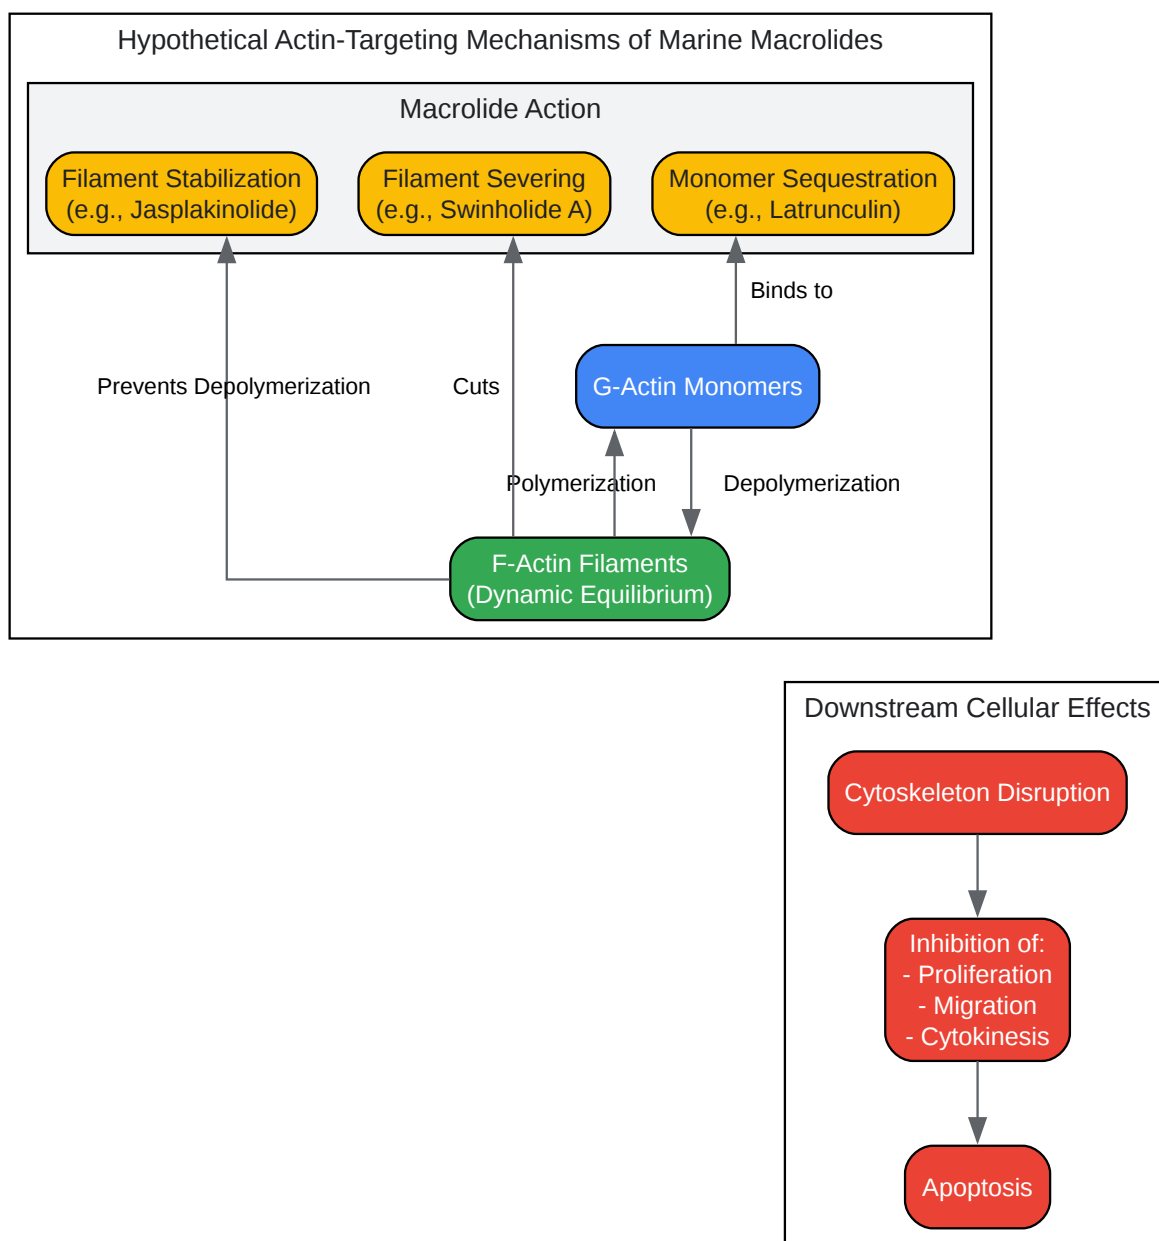 Hypothetical Actin-Targeting Mechanisms of Marine Macrolides
Macrolide Action
Filament Stabilization
(e.g., Jasplakinolide)
Filament Severing
(e.g., Swinholide A)
Monomer Sequestration
(e.g., Latrunculin)
Binds to
Prevents Depolymerization
Cuts
G-Actin Monomers
Polymerization
Depolymerization
F-Actin Filaments
(Dynamic Equilibrium)
Downstream Cellular Effects
Cytoskeleton Disruption
Inhibition of:
- Proliferation
- Migration
- Cytokinesis
Apoptosis